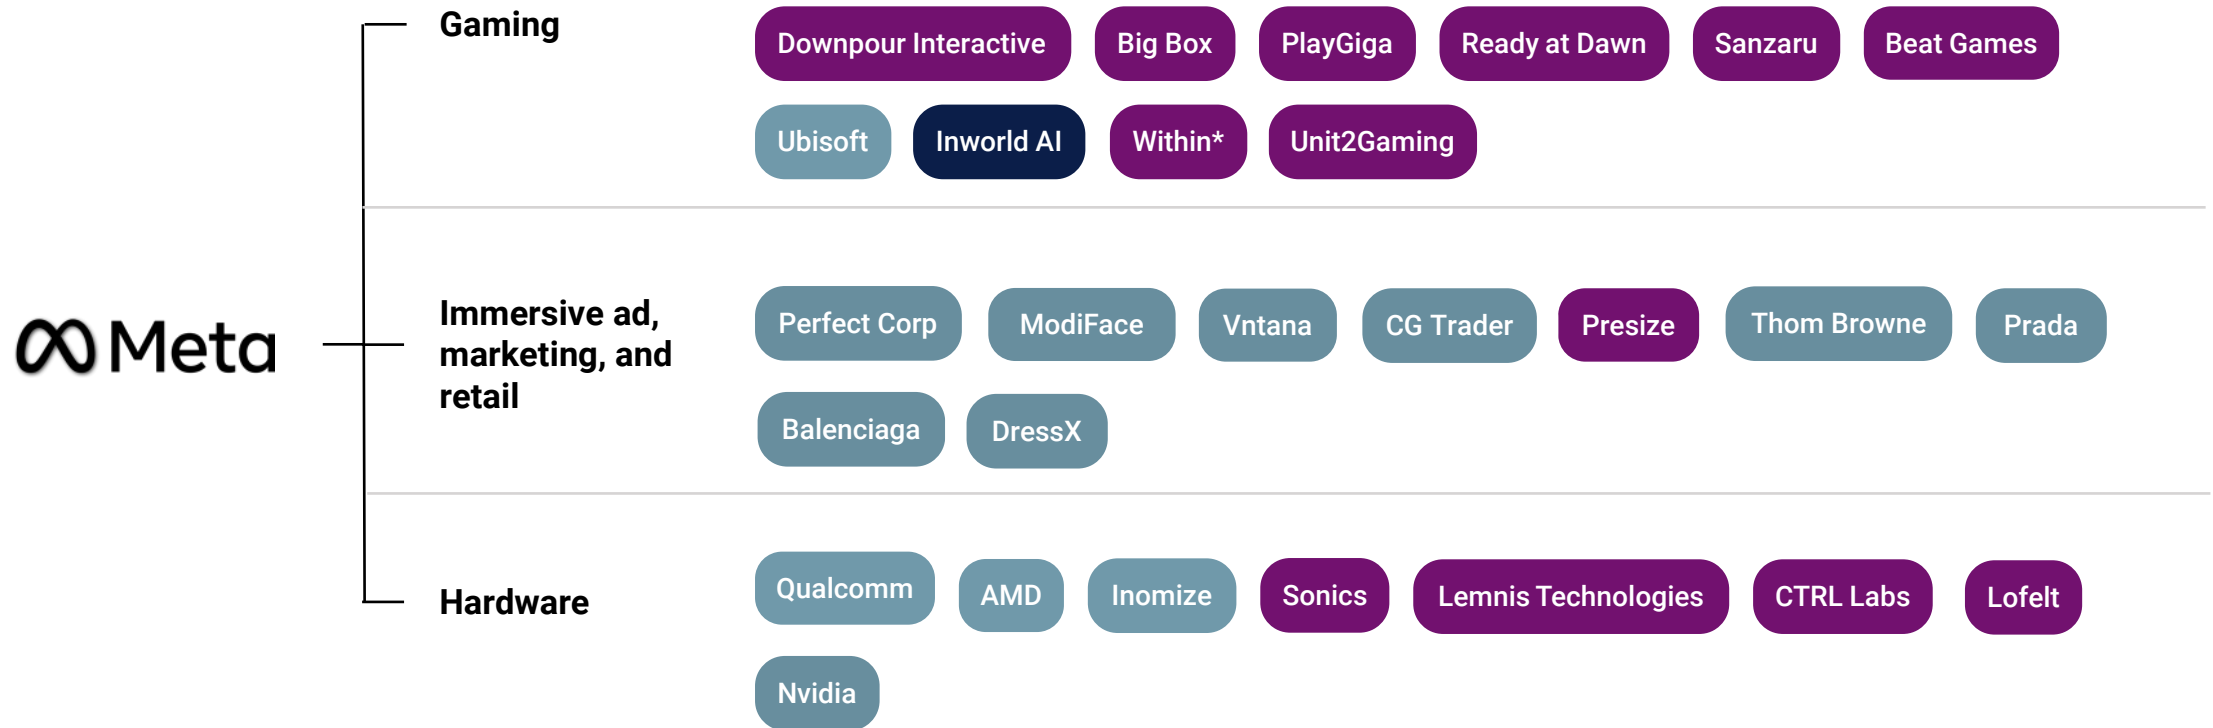 Gaming
Downpour Interactive
Big Box
PlayGiga
Ready at Dawn
Sanzaru
Beat Games
Ubisoft
Inworld AI
Within*
Unit2Gaming
Meta
Immersive ad,
marketing, and
retail
Perfect Corp
ModiFace
Vntana
CG Trader
Presize
Thom Browne
Prada
Balenciaga
DressX
Hardware
Qualcomm
AMD
Inomize
Sonics
Lemnis Technologies
CTRL Labs
Lofelt
Nvidia